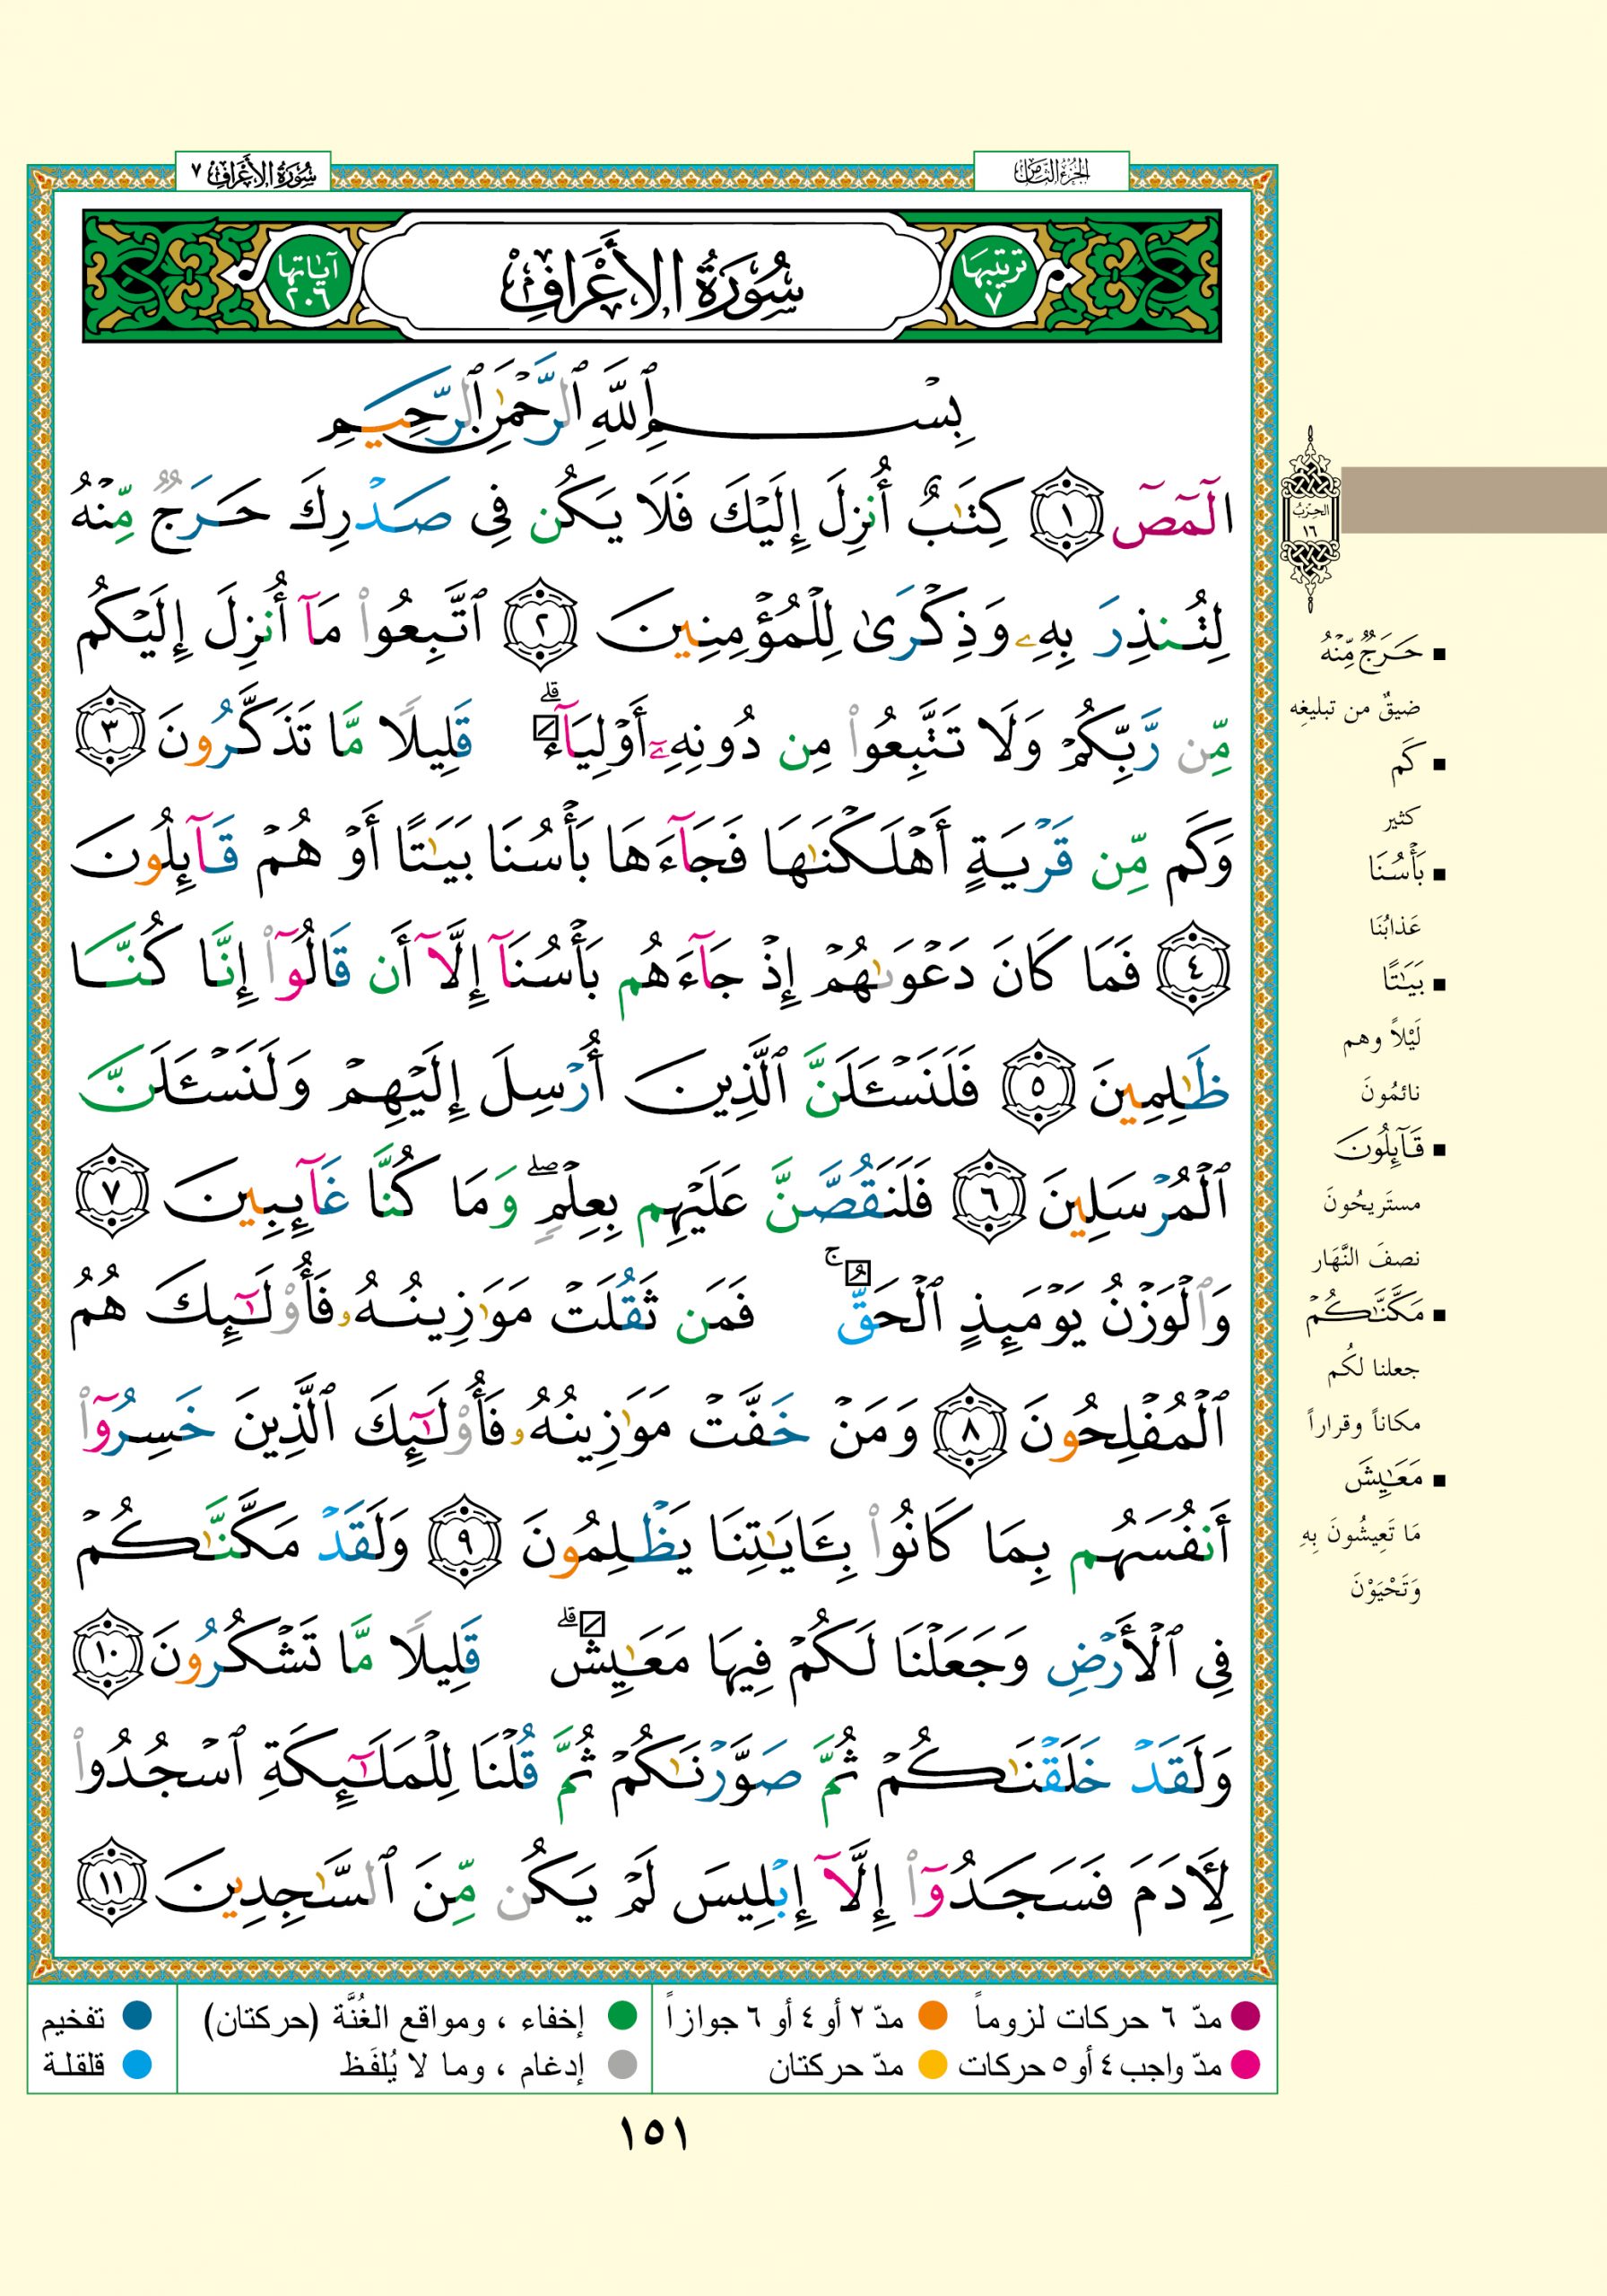 الجزء الثامن
سورة الأعراف ٧
ترتيبها ٧
سُورَةُ الأَعْرَافِ
آياتها ٢٠٦
بِسْمِ ٱللَّهِ ٱلرَّحْمَٰنِ ٱلرَّحِيمِ
الٓمٓصٓ ١ كِتَٰبٌ أُنزِلَ إِلَيْكَ فَلَا يَكُن فِى صَدْرِكَ حَرَجٌ مِّنْهُ
لِتُنذِرَ بِهِۦ وَذِكْرَىٰ لِلْمُؤْمِنِينَ ٢ ٱتَّبِعُوا۟ مَآ أُنزِلَ إِلَيْكُم
مِّن رَّبِّكُمْ وَلَا تَتَّبِعُوا۟ مِن دُونِهِۦٓ أَوْلِيَآءَ ۗ قَلِيلًا مَّا تَذَكَّرُونَ ٣
وَكَم مِّن قَرْيَةٍ أَهْلَكْنَٰهَا فَجَآءَهَا بَأْسُنَا بَيَٰتًا أَوْ هُمْ قَآئِلُونَ
٤ فَمَا كَانَ دَعْوَىٰهُمْ إِذْ جَآءَهُم بَأْسُنَآ إِلَّآ أَن قَالُوٓا۟ إِنَّا كُنَّا
ظَٰلِمِينَ ٥ فَلَنَسْـَٔلَنَّ ٱلَّذِينَ أُرْسِلَ إِلَيْهِمْ وَلَنَسْـَٔلَنَّ
ٱلْمُرْسَلِينَ ٦ فَلَنَقُصَّنَّ عَلَيْهِم بِعِلْمٍ ۖ وَمَا كُنَّا غَآئِبِينَ ٧
وَٱلْوَزْنُ يَوْمَئِذٍ ٱلْحَقُّ ۚ فَمَن ثَقُلَتْ مَوَٰزِينُهُۥ فَأُو۟لَٰٓئِكَ هُمُ
ٱلْمُفْلِحُونَ ٨ وَمَنْ خَفَّتْ مَوَٰزِينُهُۥ فَأُو۟لَٰٓئِكَ ٱلَّذِينَ خَسِرُوٓا۟
أَنفُسَهُم بِمَا كَانُوا۟ بِـَٔايَٰتِنَا يَظْلِمُونَ ٩ وَلَقَدْ مَكَّنَّٰكُمْ
فِى ٱلْأَرْضِ وَجَعَلْنَا لَكُمْ فِيهَا مَعَٰيِشَ ۗ قَلِيلًا مَّا تَشْكُرُونَ ١٠
وَلَقَدْ خَلَقْنَٰكُمْ ثُمَّ صَوَّرْنَٰكُمْ ثُمَّ قُلْنَا لِلْمَلَٰٓئِكَةِ ٱسْجُدُوا۟
لِـَٔادَمَ فَسَجَدُوٓا۟ إِلَّآ إِبْلِيسَ لَمْ يَكُن مِّنَ ٱلسَّٰجِدِينَ ١١
الحزب
١٦
حَرَجٌ مِّنْهُ
ضيقٌ من تبليغِه
كَم
كثير
بَأْسُنَا
عَذابُنَا
بَيَٰتًا
لَيْلاً وهم
نائمُونَ
قَآئِلُونَ
مستَريحُونَ
نصفَ النَّهَار
مَكَّنَّٰكُمْ
جعلنا لكُم
مكاناً وقراراً
مَعَٰيِشَ
مَا تَعِيشُونَ بِهِ
وَتَحْيَوْنَ
مدّ ٦ حركات لزوماً مدّ ٢ أو ٤ أو ٦ جوازاً إخفاء ، ومواقع الغُنَّة (حركتان) تفخيم
مدّ واجب ٤ أو ٥ حركات مدّ حركتان إدغام ، وما لا يُلفَظ قلقلة
١٥١